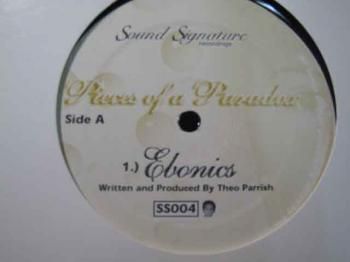 Sound Signature
recordings
Pieces of a Paradox
Side A
1.) Ebonics
Written and Produced By Theo Parrish
SS004